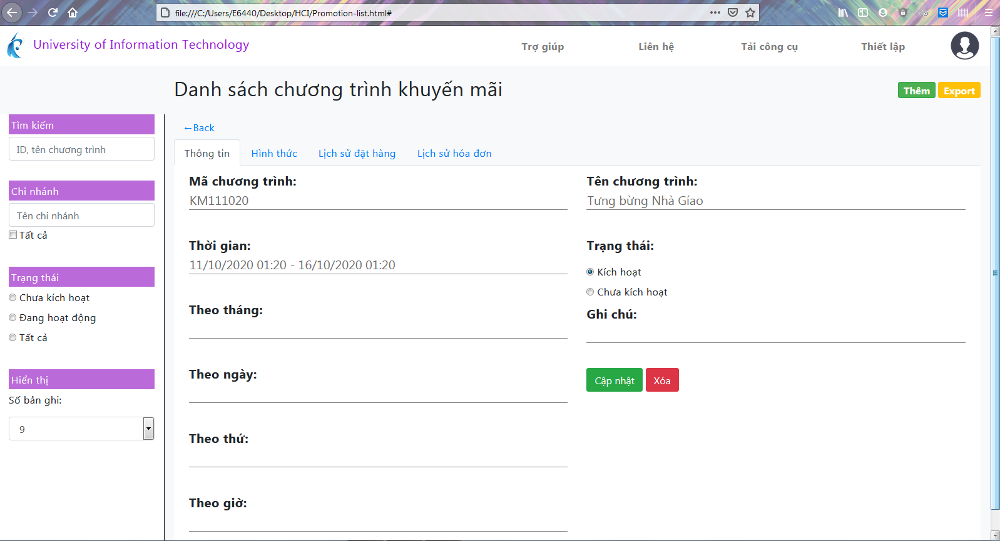 file:///C:/Users/E6440/Desktop/HCI/Promotion-list.html#
University of Information Technology
Trợ giúp
Liên hệ
Tải công cụ
Thiết lập
Danh sách chương trình khuyến mãi
Thêm
Export
Tìm kiếm
ID, tên chương trình
Chi nhánh
Tên chi nhánh
Tất cả
Trạng thái
Chưa kích hoạt
Đang hoạt động
Tất cả
Hiển thị
Số bản ghi:
9
←Back
Thông tin
Hình thức
Lịch sử đặt hàng
Lịch sử hóa đơn
Mã chương trình:
KM111020
Thời gian:
11/10/2020 01:20 - 16/10/2020 01:20
Theo tháng:
Theo ngày:
Theo thứ:
Theo giờ:
Tên chương trình:
Tưng bừng Nhà Gíao
Trạng thái:
Kích hoạt
Chưa kích hoạt
Ghi chú:
Cập nhật
Xóa